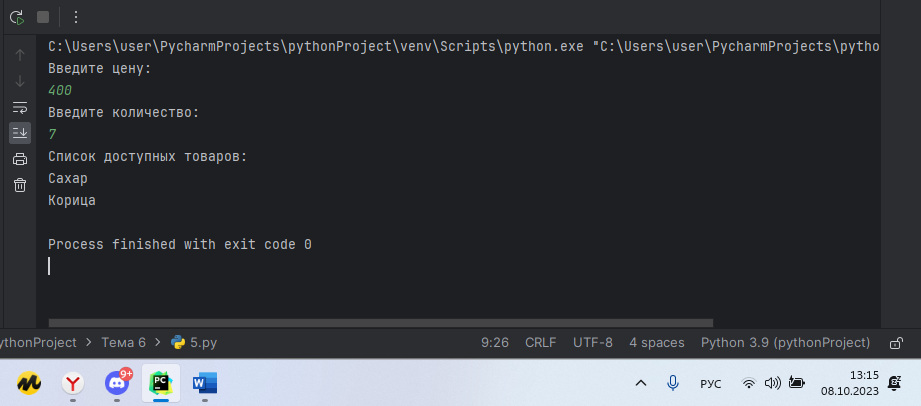 C:\Users\user\PycharmProjects\pythonProject\venv\Scripts\python.exe "C:\Users\user\PycharmProjects\pytho
Введите цену:
400
Введите количество:
7
Список доступных товаров:
Сахар
Корица
Process finished with exit code 0
ythonProject > Тема 6 > 5.py 9:26 CRLF UTF-8 4 spaces Python 3.9 (pythonProject)
9+ PC W РУС 13:15
08.10.2023